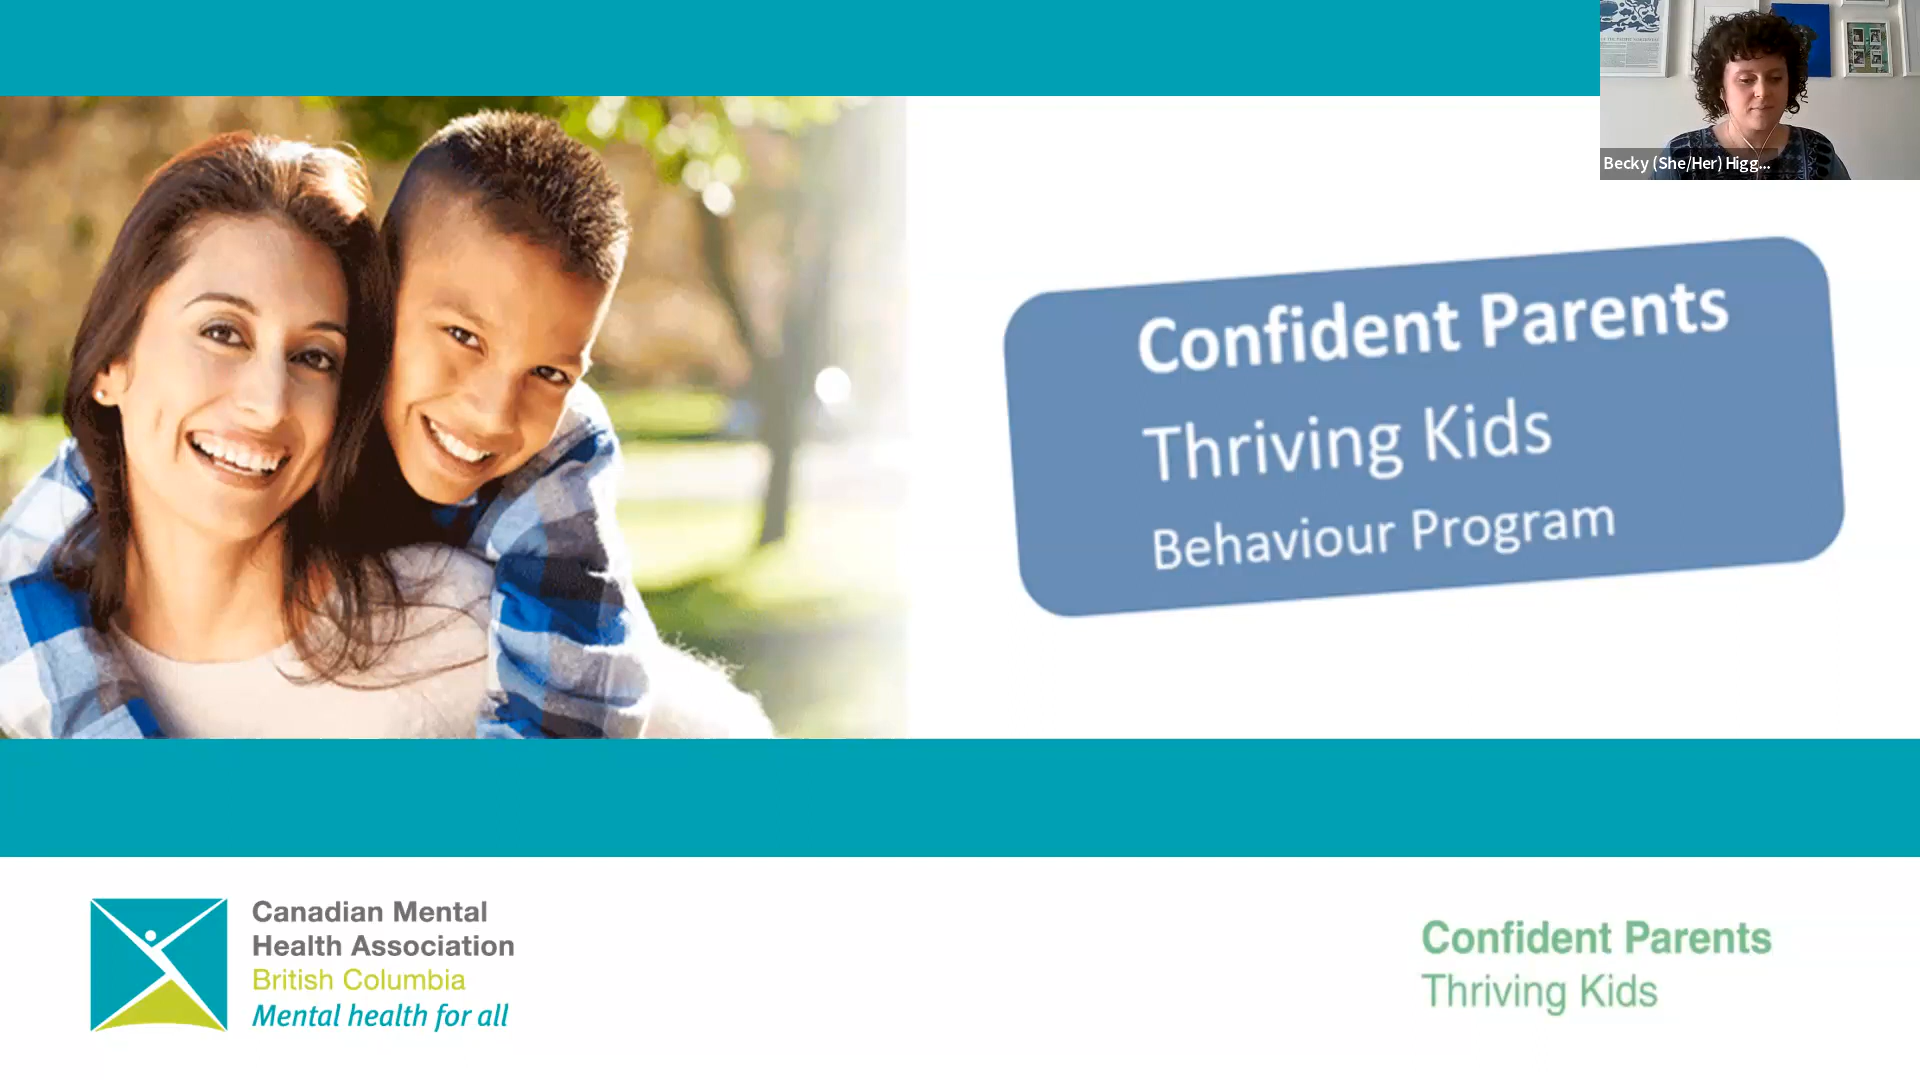 Becky (She/Her) Higg...
Confident Parents
Thriving Kids
Behaviour Program
Canadian Mental
Health Association
British Columbia
Mental health for all
Confident Parents
Thriving Kids